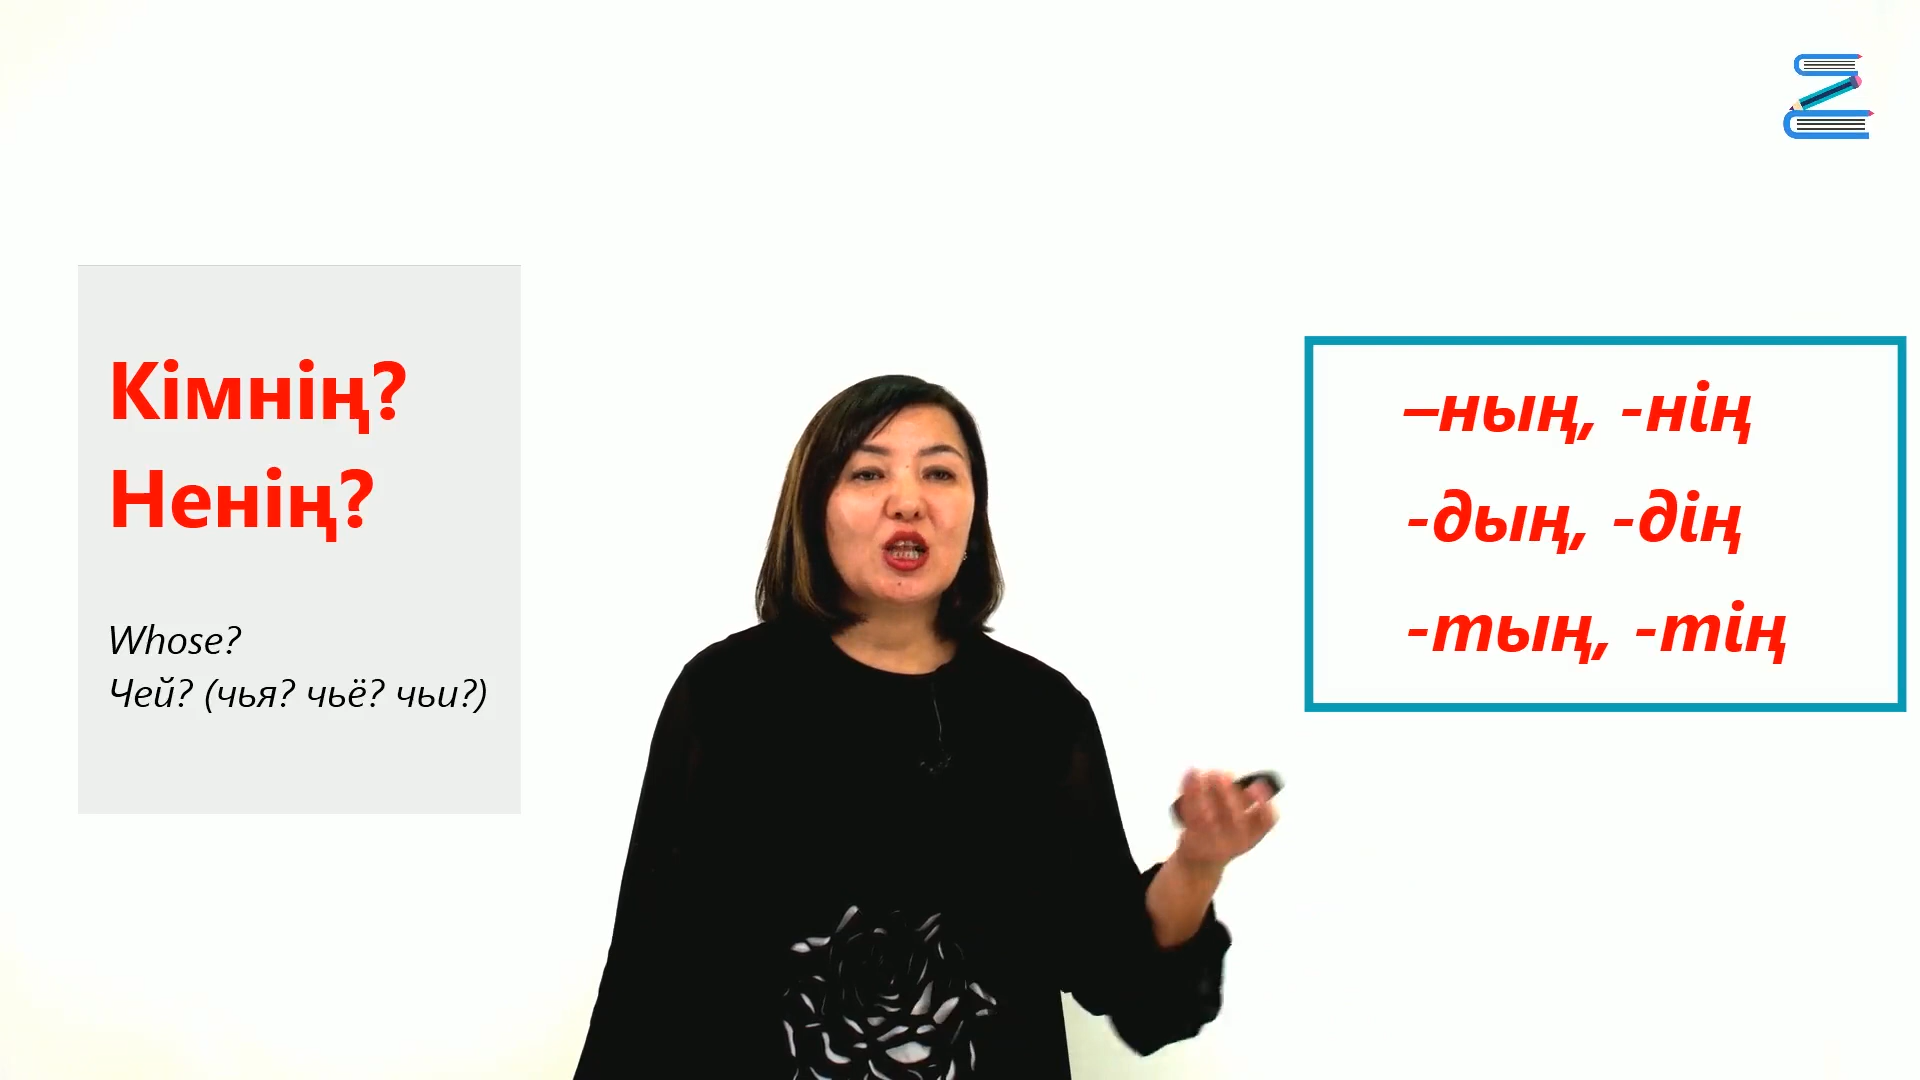 Кімнің?
Ненің?
Whose?
Чей? (чья? чьё? чьи?)
–ның, -нің
-дың, -дің
-тың, -тің